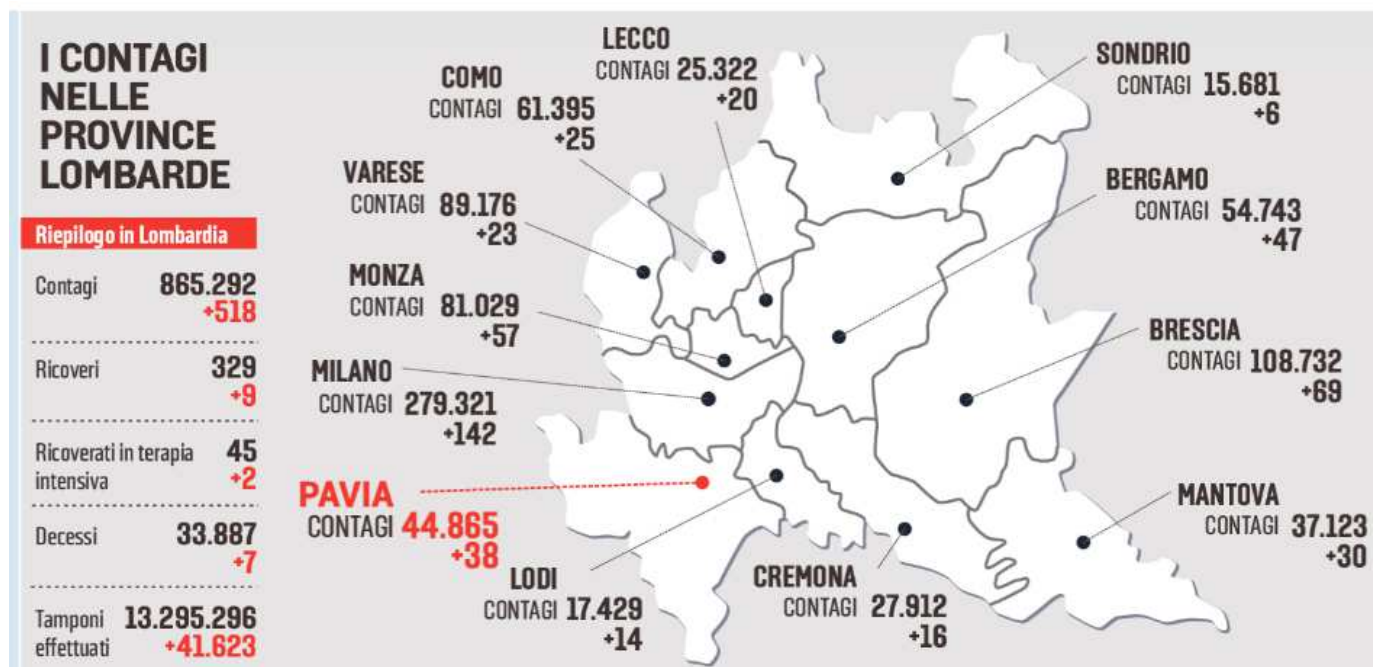 I CONTAGI
NELLE
PROVINCE
LOMBARDE
Riepilogo in Lombardia
Contagi 865.292
+518
Ricoveri 329
+9
Ricoverati in terapia intensiva 45
+2
Decessi 33.887
+7
Tamponi effettuati 13.295.296
+41.623
LECCO
CONTAGI 25.322
+20
COMO
CONTAGI 61.395
+25
VARESE
CONTAGI 89.176
+23
MONZA
CONTAGI 81.029
+57
MILANO
CONTAGI 279.321
+142
PAVIA
CONTAGI 44.865
+38
LODI
CONTAGI 17.429
+14
CREMONA
CONTAGI 27.912
+16
SONDRIO
CONTAGI 15.681
+6
BERGAMO
CONTAGI 54.743
+47
BRESCIA
CONTAGI 108.732
+69
MANTOVA
CONTAGI 37.123
+30